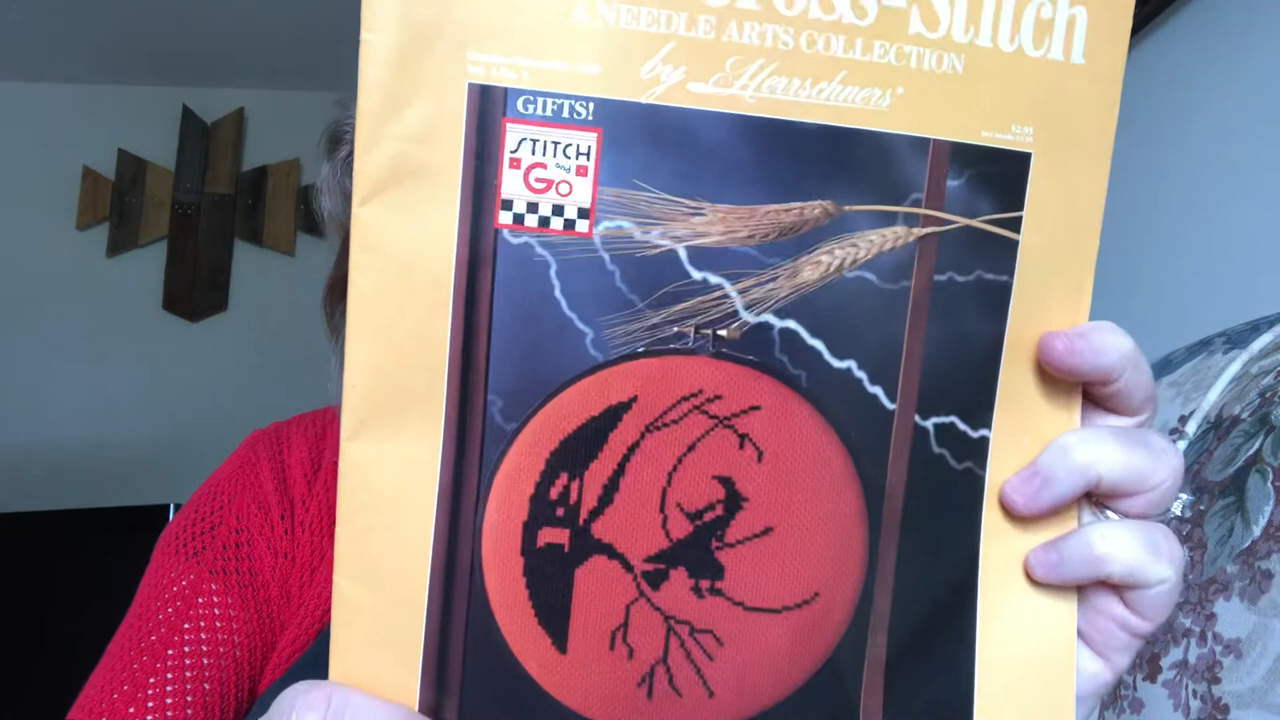 Cross-Stitch
A NEEDLE ARTS COLLECTION
by Herrschners
$2.95
GIFTS!
STITCH
and
GO